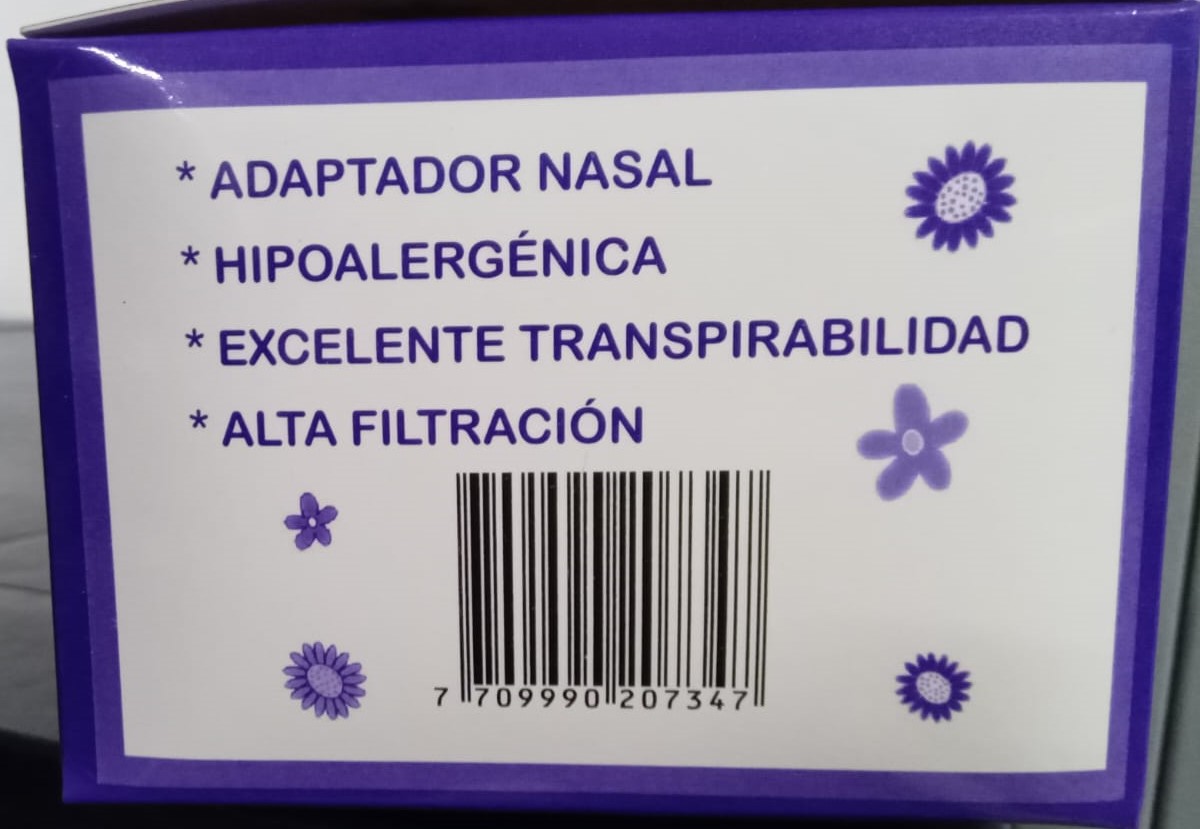 * ADAPTADOR NASAL
* HIPOALERGÉNICA
* EXCELENTE TRANSPIRABILIDAD
* ALTA FILTRACIÓN
7 709990 207347